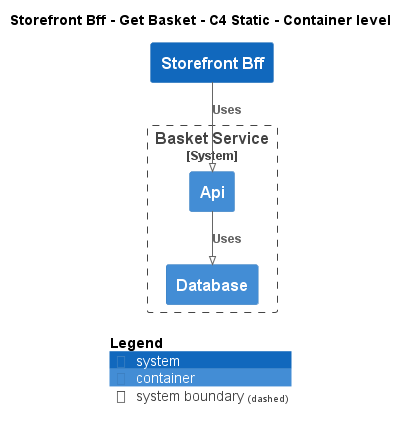 Storefront Bff - Get Basket - C4 Static - Container level
Storefront Bff
Uses
Basket Service
[System]
Api
Uses
Database
Legend
system
container
system boundary (dashed)